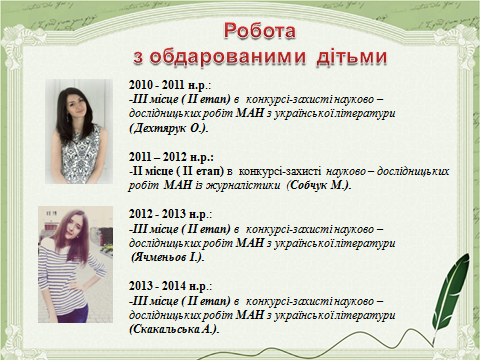 Робота
з обдарованими дітьми
2010 - 2011 н.р.:
-ІІІ місце ( ІІ етап) в конкурсі-захисті науково –
дослідницьких робіт МАН з української літератури
(Дехтярук О.).
2011 – 2012 н.р.:
-ІІ місце ( ІІ етап) в конкурсі-захисті науково – дослідницьких
робіт МАН із журналістики (Собчук М.).
2012 - 2013 н.р.:
-ІІІ місце ( ІІ етап) в конкурсі-захисті науково –
дослідницьких робіт МАН з української літератури
(Ячменьов І.).
2013 - 2014 н.р.:
-ІІІ місце ( ІІ етап) в конкурсі-захисті науково –
дослідницьких робіт МАН з української літератури
(Скакальська А.).